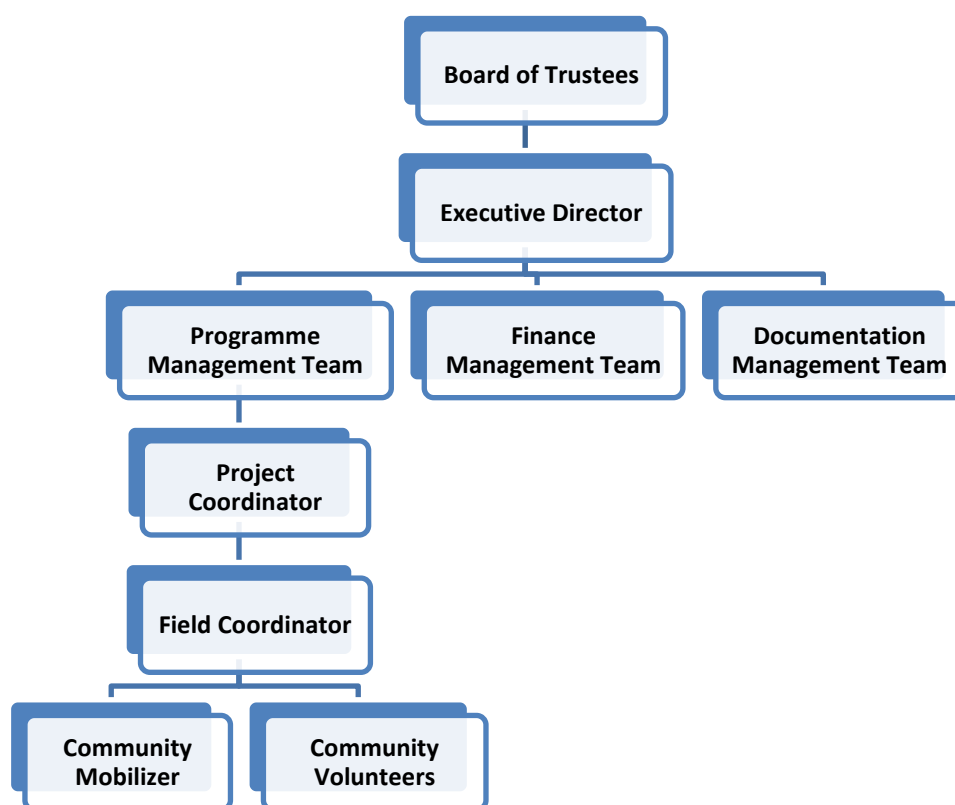 Board of Trustees
Executive Director
Programme
Management Team
Finance
Management Team
Documentation
Management Team
Project
Coordinator
Field Coordinator
Community
Mobilizer
Community
Volunteers